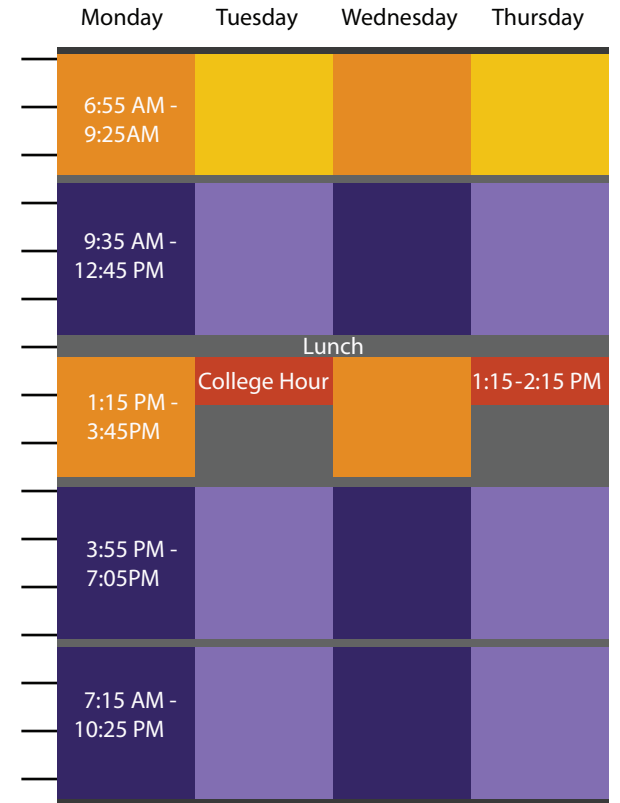 Monday Tuesday Wednesday Thursday
6:55 AM -
9:25AM
9:35 AM -
12:45 PM
Lunch
College Hour 1:15-2:15 PM
1:15 PM -
3:45PM
3:55 PM -
7:05PM
7:15 AM -
10:25 PM